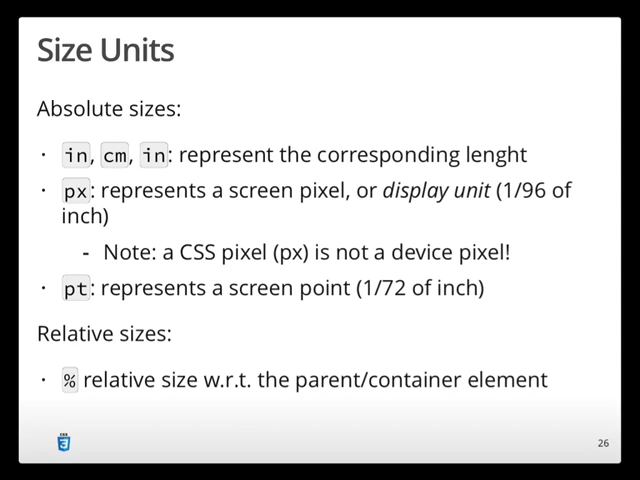 Size Units
Absolute sizes:
· in, cm, in: represent the corresponding lenght
· px: represents a screen pixel, or display unit (1/96 of
inch)
- Note: a CSS pixel (px) is not a device pixel!
· pt: represents a screen point (1/72 of inch)
Relative sizes:
· % relative size w.r.t. the parent/container element
CSS
3
26